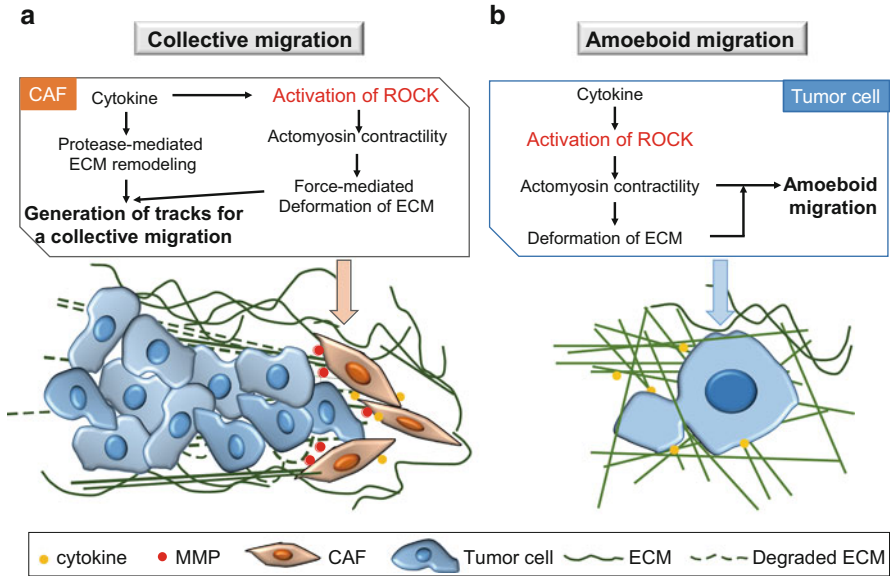 a
Collective migration
CAF
Cytokine
Activation of ROCK
Protease-mediated
ECM remodeling
Actomyosin contractility
Force-mediated
Deformation of ECM
Generation of tracks for
a collective migration
b
Amoeboid migration
Tumor cell
Cytokine
Activation of ROCK
Actomyosin contractility
Amoeboid
migration
Deformation of ECM
cytokine
MMP
CAF
Tumor cell
ECM
Degraded ECM